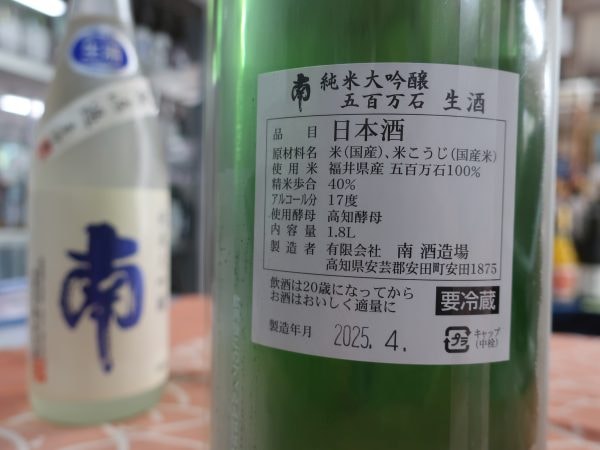 南 純米大吟醸
五百万石 生酒
品目 日本酒
原材料名 米(国産)、米こうじ(国産米)
使用米 福井県産 五百万石100%
精米歩合 40%
アルコール分 17度
使用酵母 高知酵母
内容量 1.8L
製造者 有限会社 南 酒造場
高知県安芸郡安田町安田1875
飲酒は20歳になってから
お酒はおいしく適量に
要冷蔵
製造年月 2025.4.
プラ キャップ
(中栓)
南